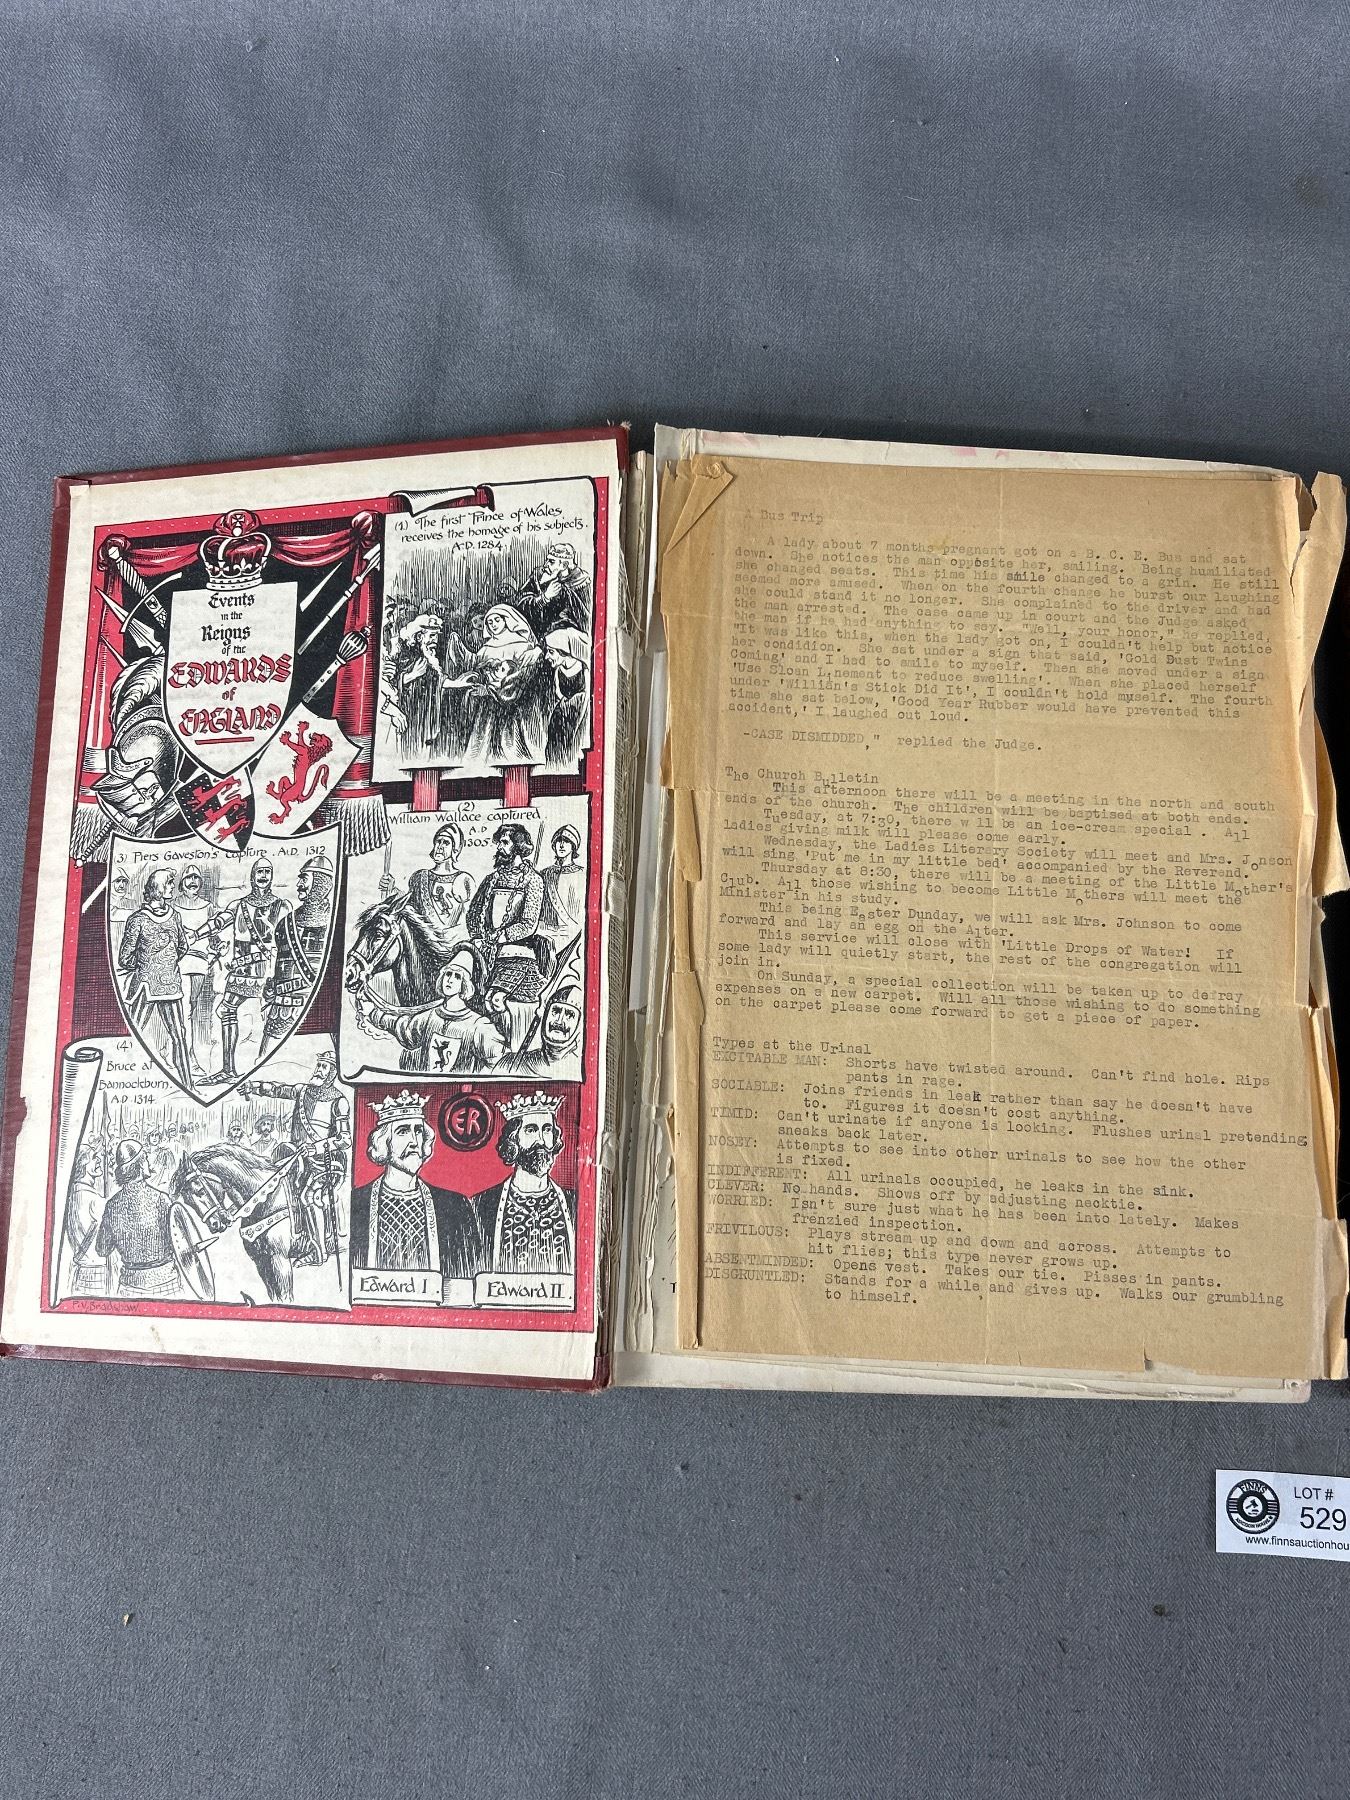 Events
in the
Reigns
of the
EDWARDS
of
ENGLAND
(1) The first Prince of Wales
receives the homage of his subjects.
A.D. 1284.
(2)
William Wallace captured.
A.D
1305
3) Piers Gaveston's capture. A.D. 1312
(4)
Bruce at
Bannockburn.
A.D 1314.
ER
Edward I.
Edward II.
P.V. Bradshaw.
A Bus Trip
A lady about 7 months pregnant got on a B. C. E. Bus and sat
down. She notices the man oppbsite her, smiling. Being humiliated
she changed seats. This time his smile changed to a grin. He still
seemed more amused. When on the fourth change he burst our laughing
she could stand it no longer. She complained to the driver and had
the man arrested. The case came up in court and the Judge asked
the man if he had anything to say. "Well, your honor," he replied,
"It was like this, when the lady got on, I couldn't help but notice
her condidion. She sat under a sign that said, 'Gold Dust Twins
Coming' and I had to smile to myself. Then she moved under a sign
'Use Sloan Linement to reduce swelling'. When she placed herself
under 'Willian's Stick Did It', I couldn't hold myself. The fourth
time she sat below, 'Good Year Rubber would have prevented this
accident,' I laughed out loud.
-CASE DISMIDDED," replied the Judge.
The Church Bulletin
This afternoon there will be a meeting in the north and south
ends of the church. The children will be baptised at both ends.
Tuesday, at 7:30, there will be an ice-cream special . All
ladies giving milk will please come early.
Wednesday, the Ladies Literary Society will meet and Mrs. Jonson
will sing 'Put me in my little bed' accompanied by the Reverend.
Thursday at 8:30, there will be a meeting of the Little Mother's
Club. All those wishing to become Little Mothers will meet the
Minister in his study.
This being Easter Dunday, we will ask Mrs. Johnson to come
forward and lay an egg on the Alter.
This service will close with 'Little Drops of Water! If
some lady will quietly start, the rest of the congregation will
join in.
On Sunday, a special collection will be taken up to defray
expenses on a new carpet. Will all those wishing to do something
on the carpet please come forward to get a piece of paper.
Types at the Urinal
EXCITABLE MAN: Shorts have twisted around. Can't find hole. Rips
pants in rage.
SOCIABLE: Joins friends in leak rather than say he doesn't have
to. Figures it doesn't cost anything.
TIMID: Can't urinate if anyone is looking. Flushes urinal pretending
sneaks back later.
NOSEY: Attempts to see into other urinals to see how the other
is fixed.
INDIFFERENT: All urinals occupied, he leaks in the sink.
CLEVER: No hands. Shows off by adjusting necktie.
WORRIED: Isn't sure just what he has been into lately. Makes
frenzied inspection.
FRIVILOUS: Plays stream up and down and across. Attempts to
hit flies; this type never grows up.
ABSENTMINDED: Opens vest. Takes our tie. Pisses in pants.
DISGRUNTLED: Stands for a while and gives up. Walks our grumbling
to himself.
FINNS
AUCTION HOUSE
LOT #
529
www.finnsauctionhou